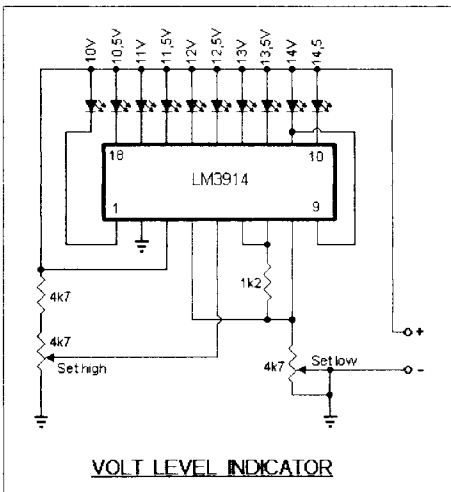 10V 10,5V 11V 11,5V 12V 12,5V 13V 13,5V 14V 14,5
18 10
LM3914
1 9
4k7
1k2
4k7
Set high
4k7
Set low
+
-
VOLT LEVEL INDICATOR